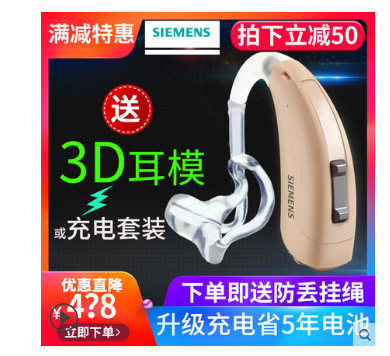 满减特惠
SIEMENS
拍下立减50
送
3D耳模
或充电套装
SIEMENS
优惠直降
¥4?8
立即下单>
下单即送防丢挂绳
升级充电省5年电池